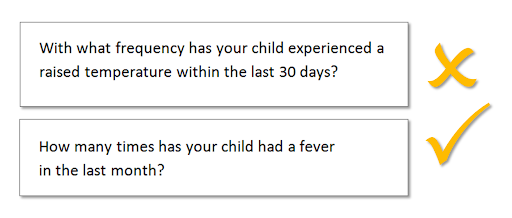 With what frequency has your child experienced a
raised temperature within the last 30 days?
How many times has your child had a fever
in the last month?